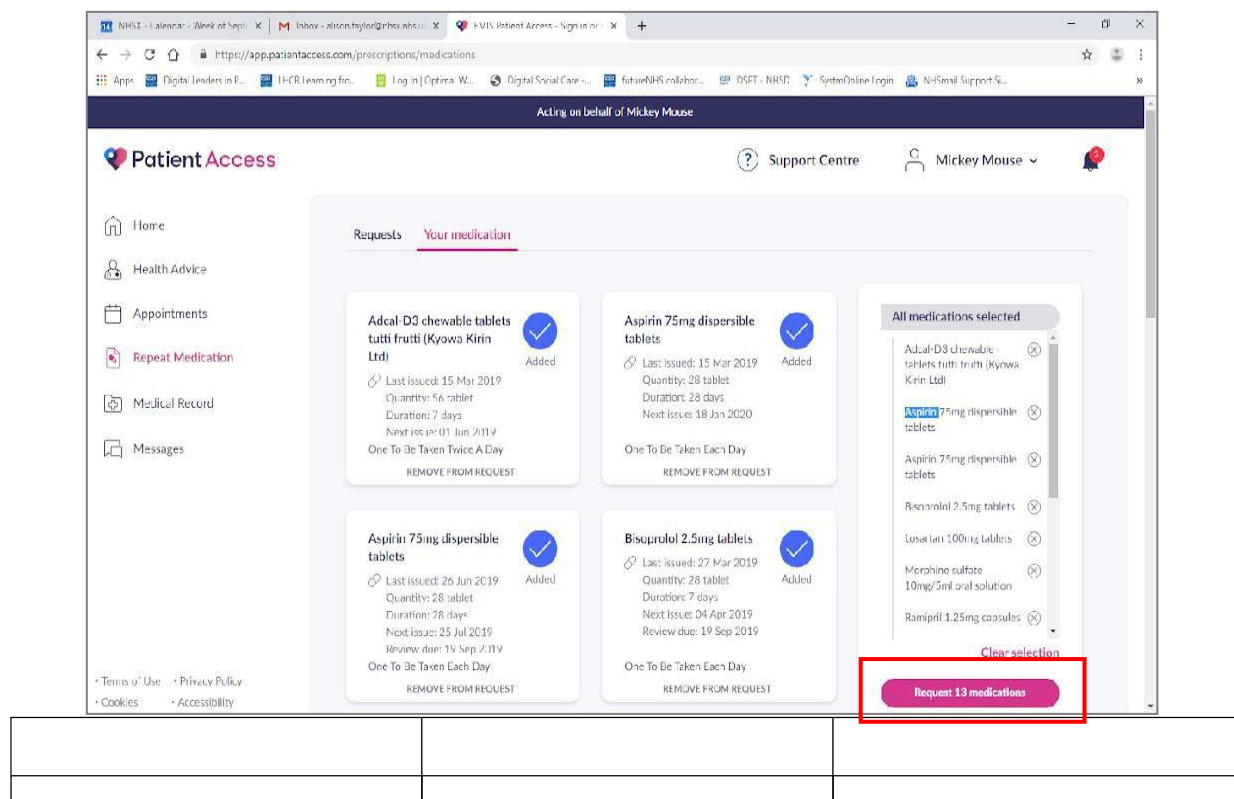 NHSX - Calendar - Week of Sept
Inbox - alison.taylor@nhsx.nhs.u
EMIS Patient Access - Sign in or
https://app.patientaccess.com/prescriptions/medications
Apps
Digital Leaders in P...
LHCR Learning fro...
Log In | Optima: W...
Digital Social Care -...
futureNHS collabor...
DSPT - NHSD
SystmOnline Login
NHSmail Support Si...
Acting on behalf of Mickey Mouse
Patient Access
Support Centre
Mickey Mouse
Home
Health Advice
Appointments
Repeat Medication
Medical Record
Messages
• Terms of Use • Privacy Policy
• Cookies • Accessibility
Requests
Your medication
Adcal-D3 chewable tablets
tutti frutti (Kyowa Kirin
Ltd)
Added
Last issued: 15 Mar 2019
Quantity: 56 tablet
Duration: 7 days
Next issue: 01 Jun 2019
One To Be Taken Twice A Day
REMOVE FROM REQUEST
Aspirin 75mg dispersible
tablets
Added
Last issued: 15 Mar 2019
Quantity: 28 tablet
Duration: 28 days
Next issue: 18 Jan 2020
One To Be Taken Each Day
REMOVE FROM REQUEST
Aspirin 75mg dispersible
tablets
Added
Last issued: 26 Jun 2019
Quantity: 28 tablet
Duration: 28 days
Next issue: 25 Jul 2019
Review due: 19 Sep 2019
One To Be Taken Each Day
REMOVE FROM REQUEST
Bisoprolol 2.5mg tablets
Added
Last issued: 27 Mar 2019
Quantity: 28 tablet
Duration: 7 days
Next issue: 04 Apr 2019
Review due: 19 Sep 2019
One To Be Taken Each Day
REMOVE FROM REQUEST
All medications selected
Adcal-D3 chewable
tablets tutti frutti (Kyowa
Kirin Ltd)
Aspirin 75mg dispersible
tablets
Aspirin 75mg dispersible
tablets
Bisoprolol 2.5mg tablets
Losartan 100mg tablets
Morphine sulfate
10mg/5ml oral solution
Ramipril 1.25mg capsules
Clear selection
Request 13 medications